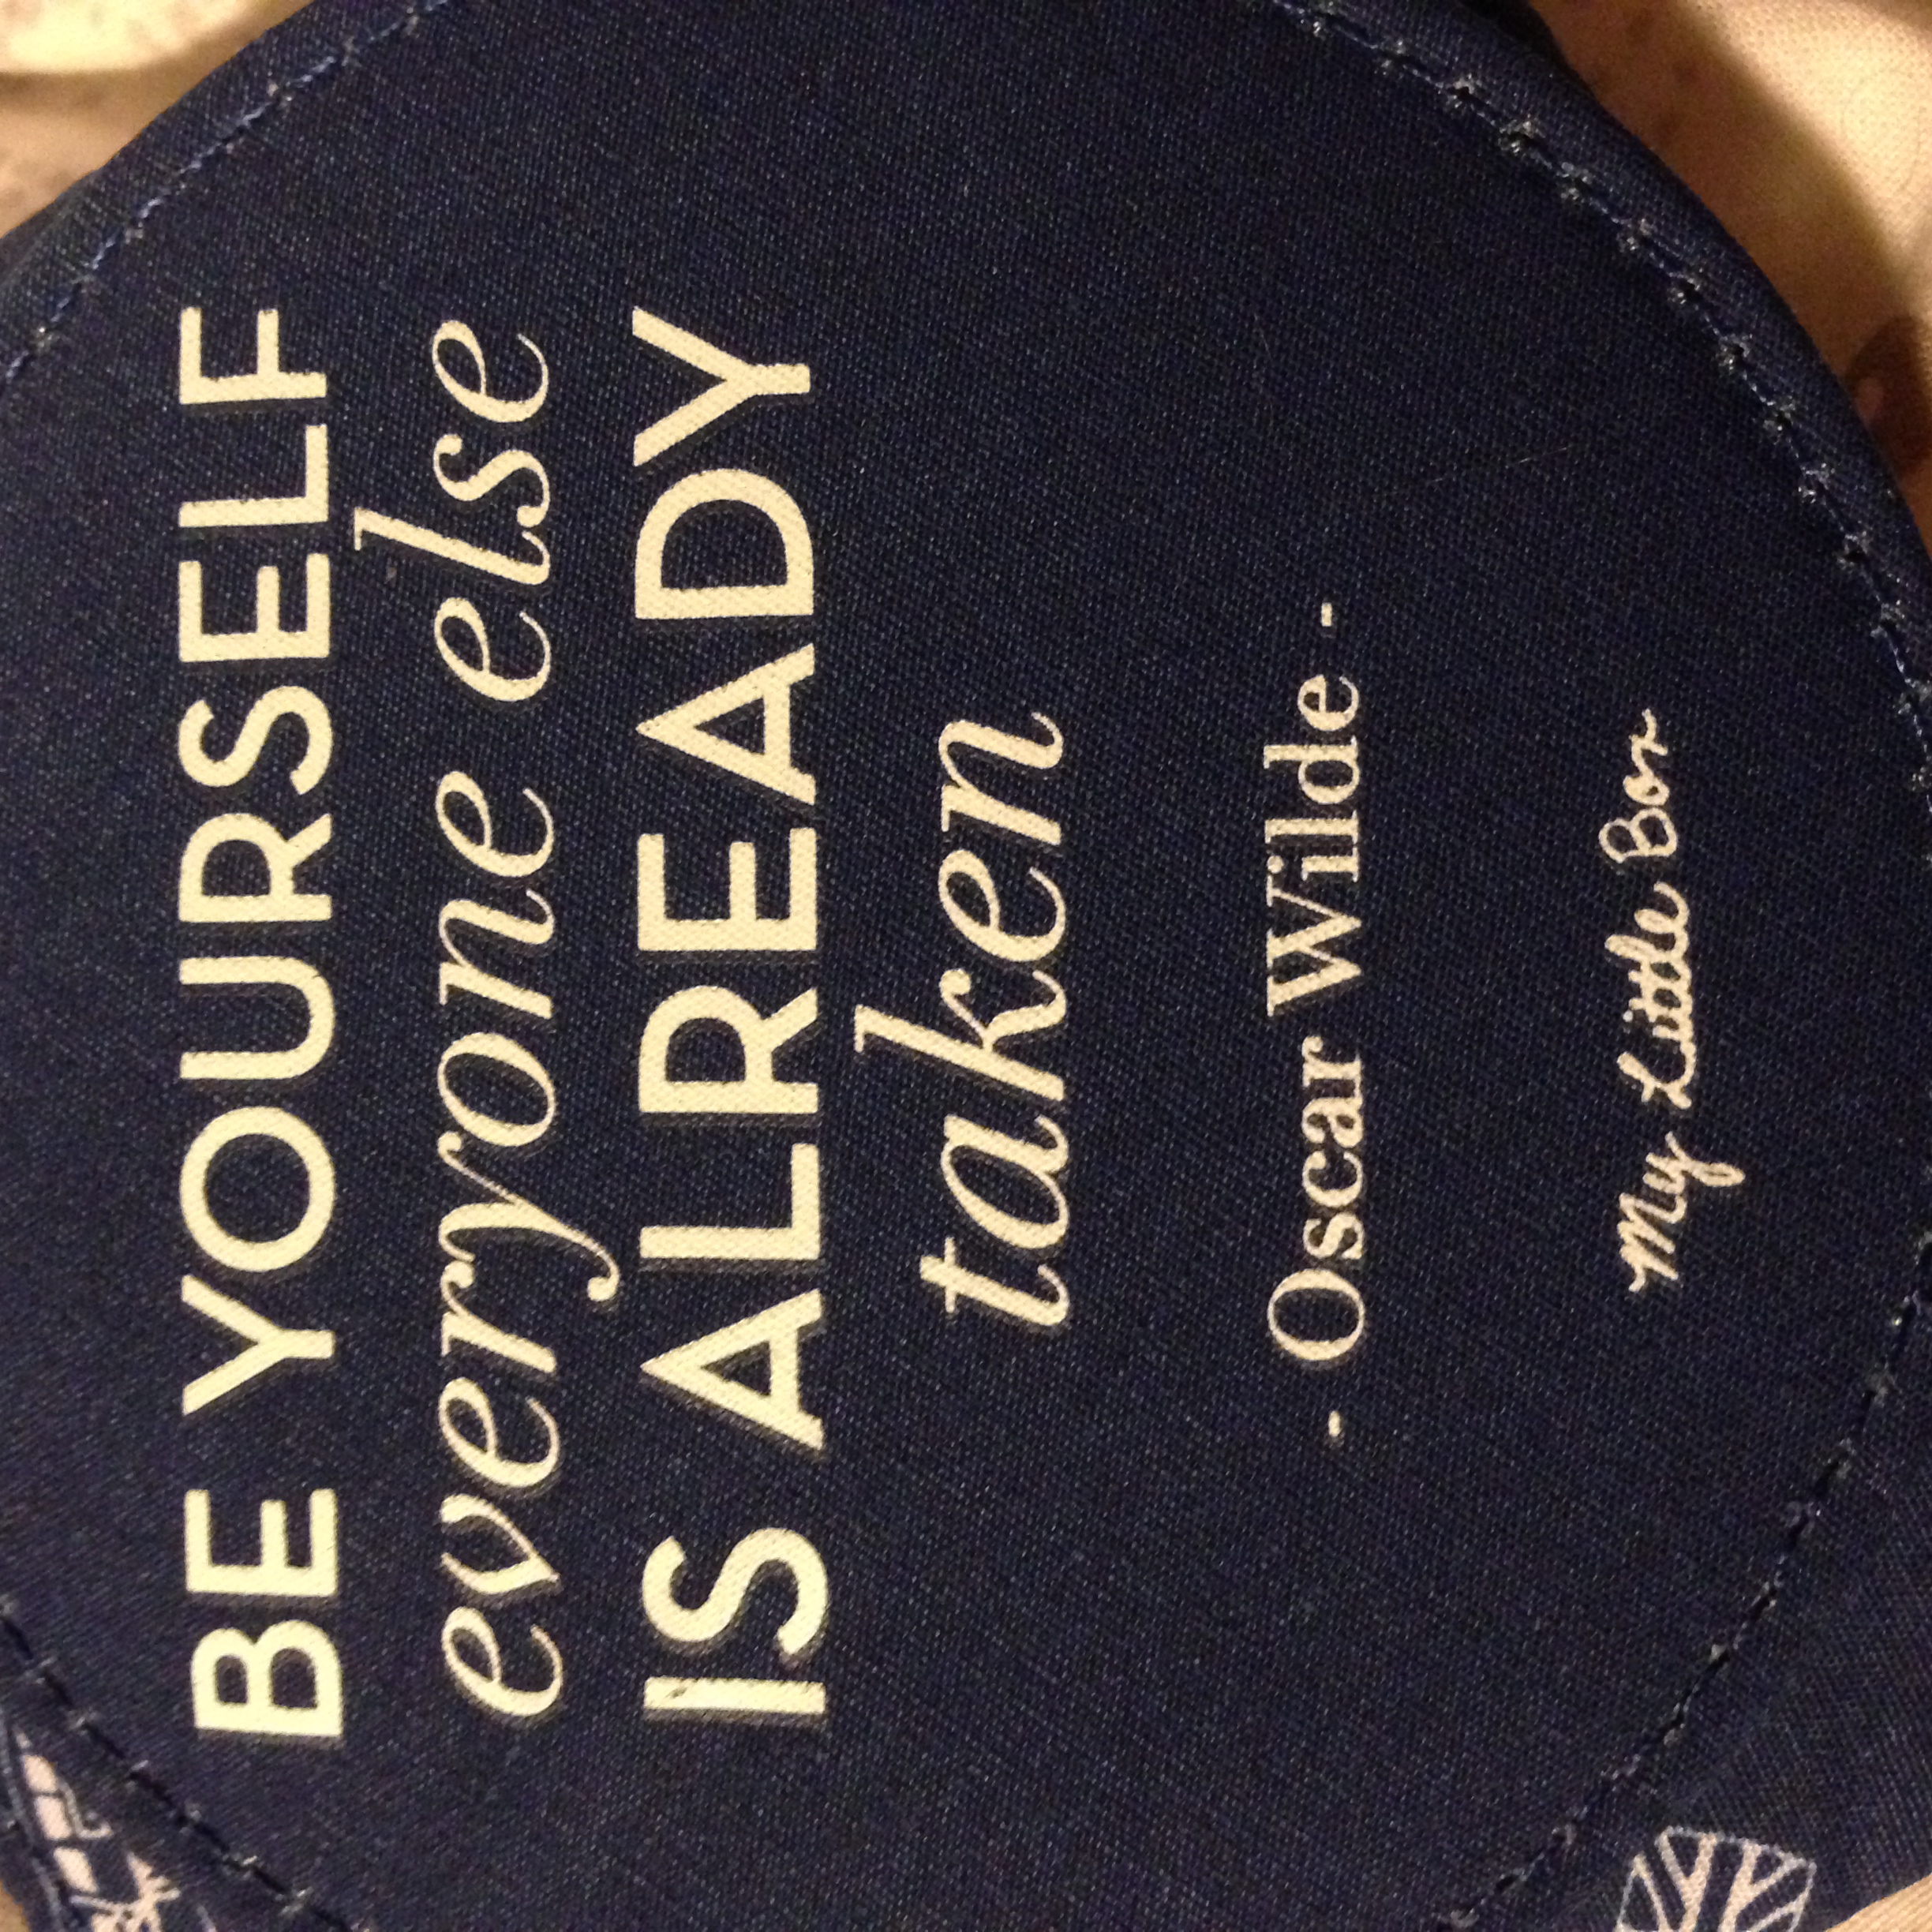 BE YOURSELF
everyone else
IS ALREADY
taken
- Oscar Wilde -
My Little Box